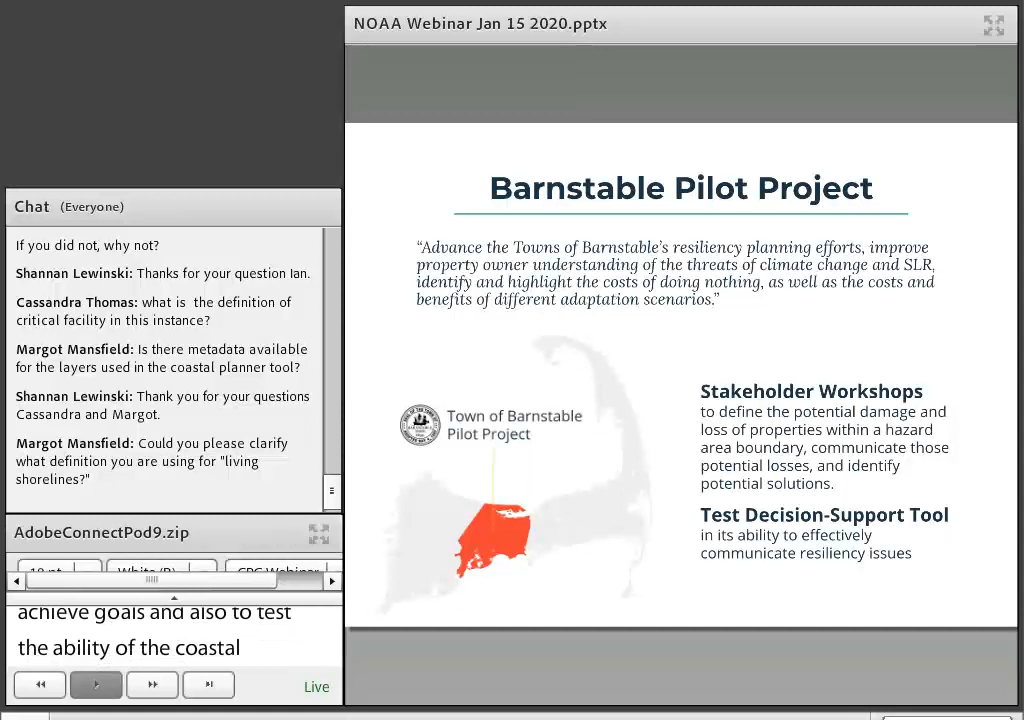 NOAA Webinar Jan 15 2020.pptx
Barnstable Pilot Project
“Advance the Towns of Barnstable’s resiliency planning efforts, improve
property owner understanding of the threats of climate change and SLR,
identify and highlight the costs of doing nothing, as well as the costs and
benefits of different adaptation scenarios.”
Town of Barnstable
Pilot Project
Stakeholder Workshops
to define the potential damage and
loss of properties within a hazard
area boundary, communicate those
potential losses, and identify
potential solutions.
Test Decision-Support Tool
in its ability to effectively
communicate resiliency issues
Chat (Everyone)
If you did not, why not?
Shannan Lewinski: Thanks for your question Ian.
Cassandra Thomas: what is the definition of
critical facility in this instance?
Margot Mansfield: Is there metadata available
for the layers used in the coastal planner tool?
Shannan Lewinski: Thank you for your questions
Cassandra and Margot.
Margot Mansfield: Could you please clarify
what definition you are using for "living
shorelines?"
AdobeConnectPod9.zip
achieve goals and also to test
the ability of the coastal
Live